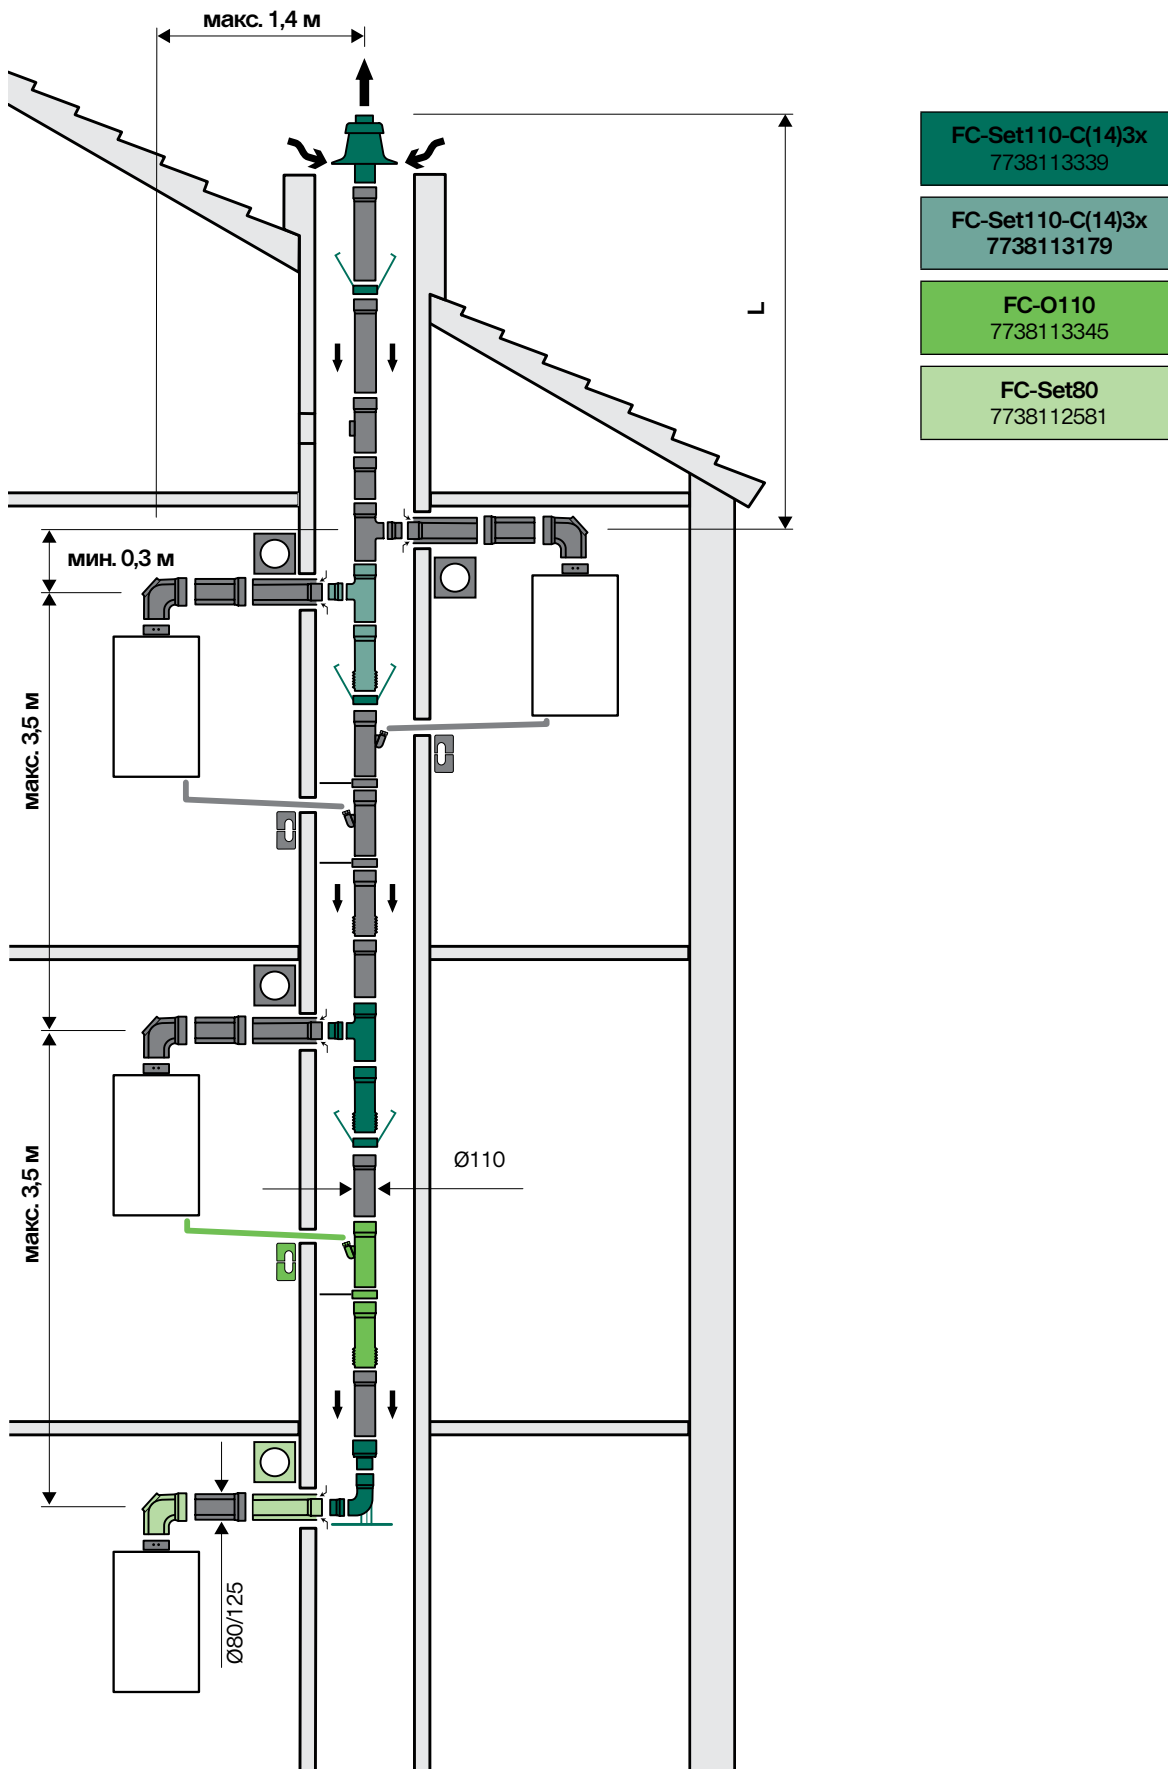 макс. 1,4 м
FC-Set110-C(14)3x
7738113339
FC-Set110-C(14)3x
7738113179
FC-O110
7738113345
FC-Set80
7738112581
L
мин. 0,3 м
макс. 3,5 м
макс. 3,5 м
Ø110
Ø80/125